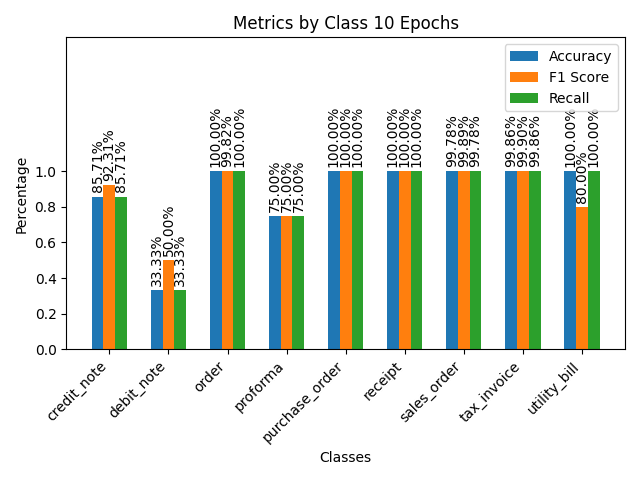 Metrics by Class 10 Epochs
Accuracy
F1 Score
Recall
Percentage
1.0
0.8
0.6
0.4
0.2
0.0
85.71%
92.31%
85.71%
33.33%
50.00%
33.33%
100.00%
99.82%
100.00%
75.00%
75.00%
75.00%
100.00%
100.00%
100.00%
100.00%
100.00%
100.00%
99.78%
99.89%
99.78%
99.86%
99.90%
99.86%
100.00%
80.00%
100.00%
credit_note
debit_note
order
proforma
purchase_order
receipt
sales_order
tax_invoice
utility_bill
Classes